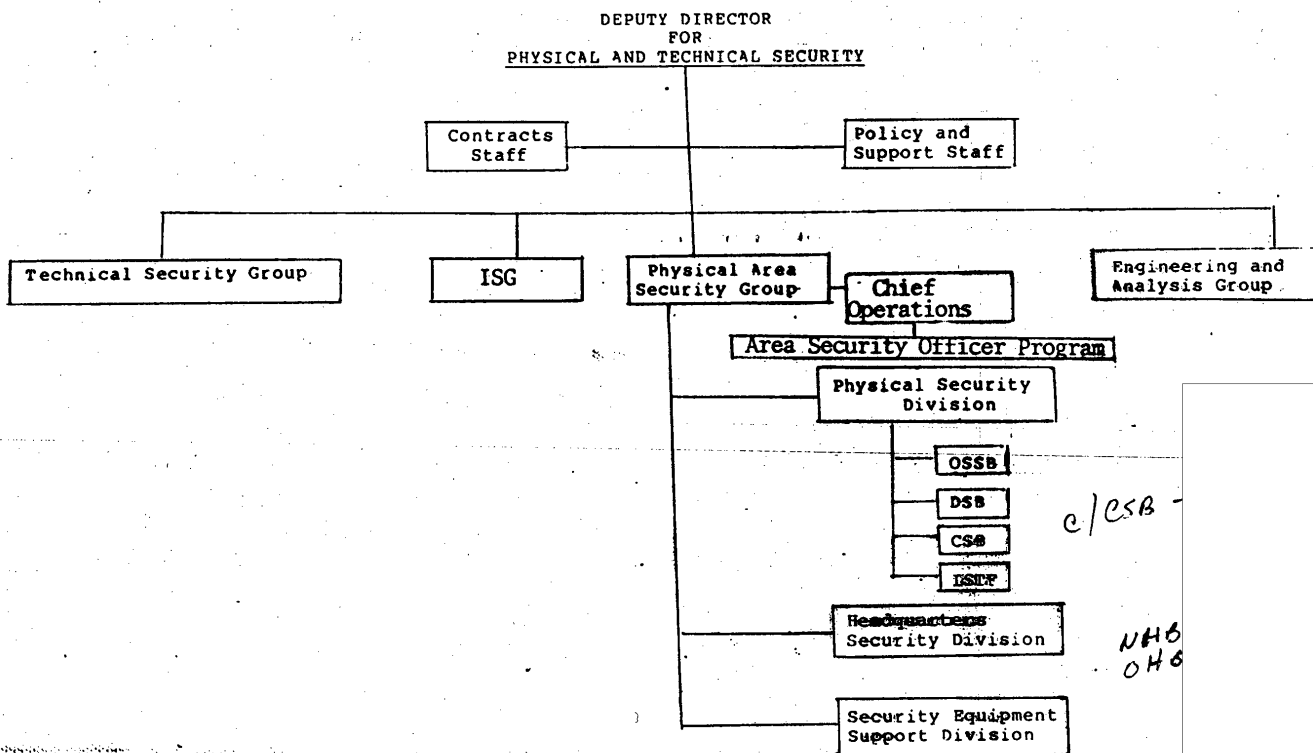 DEPUTY DIRECTOR
FOR
PHYSICAL AND TECHNICAL SECURITY
Contracts
Staff
Policy and
Support Staff
Technical Security Group
ISG
Physical Area
Security Group
Chief
Operations
Engineering and
Analysis Group
Area Security Officer Program
Physical Security
Division
OSSB
DSB
C/CSB -
CSB
Headquarters
Security Division
NHB
OHB
Security Equipment
Support Division